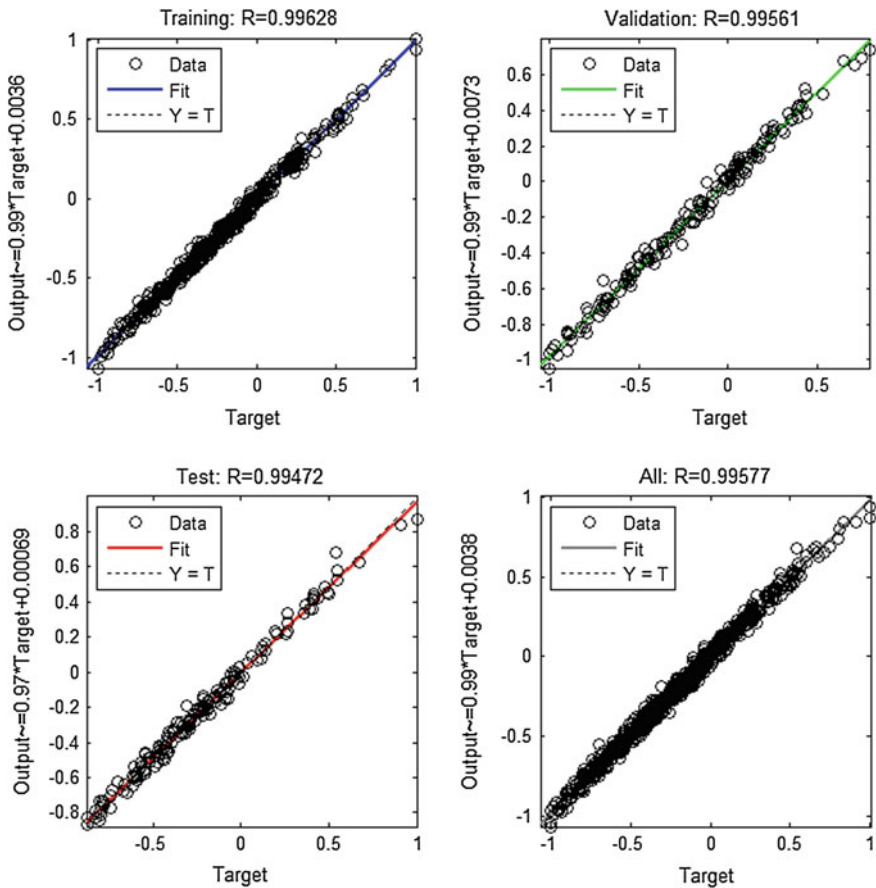 Training: R=0.99628
Output~=0.99*Target+0.0036
1
0.5
0
-0.5
-1
Data
Fit
Y = T
-1 -0.5 0 0.5 1
Target
Validation: R=0.99561
Output~=0.99*Target+0.0073
0.6
0.4
0.2
0
-0.2
-0.4
-0.6
-0.8
-1
Data
Fit
Y = T
-1 -0.5 0 0.5
Target
Test: R=0.99472
Output~=0.97*Target+0.00069
0.8
0.6
0.4
0.2
0
-0.2
-0.4
-0.6
-0.8
Data
Fit
Y = T
-0.5 0 0.5 1
Target
All: R=0.99577
Output~=0.99*Target+0.0038
1
0.5
0
-0.5
-1
Data
Fit
Y = T
-1 -0.5 0 0.5 1
Target